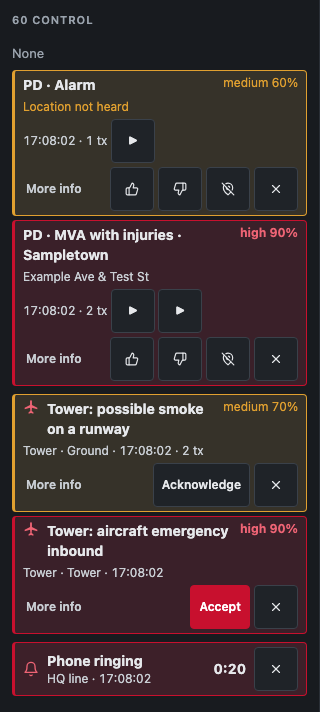 60 CONTROL
None
PD · Alarm medium 60%
Location not heard
17:08:02 · 1 tx
More info
PD · MVA with injuries · high 90%
Sampletown
Example Ave & Test St
17:08:02 · 2 tx
More info
Tower: possible smoke medium 70%
on a runway
Tower · Ground · 17:08:02 · 2 tx
More info Acknowledge
Tower: aircraft emergency high 90%
inbound
Tower · Tower · 17:08:02
More info Accept
Phone ringing 0:20
HQ line · 17:08:02